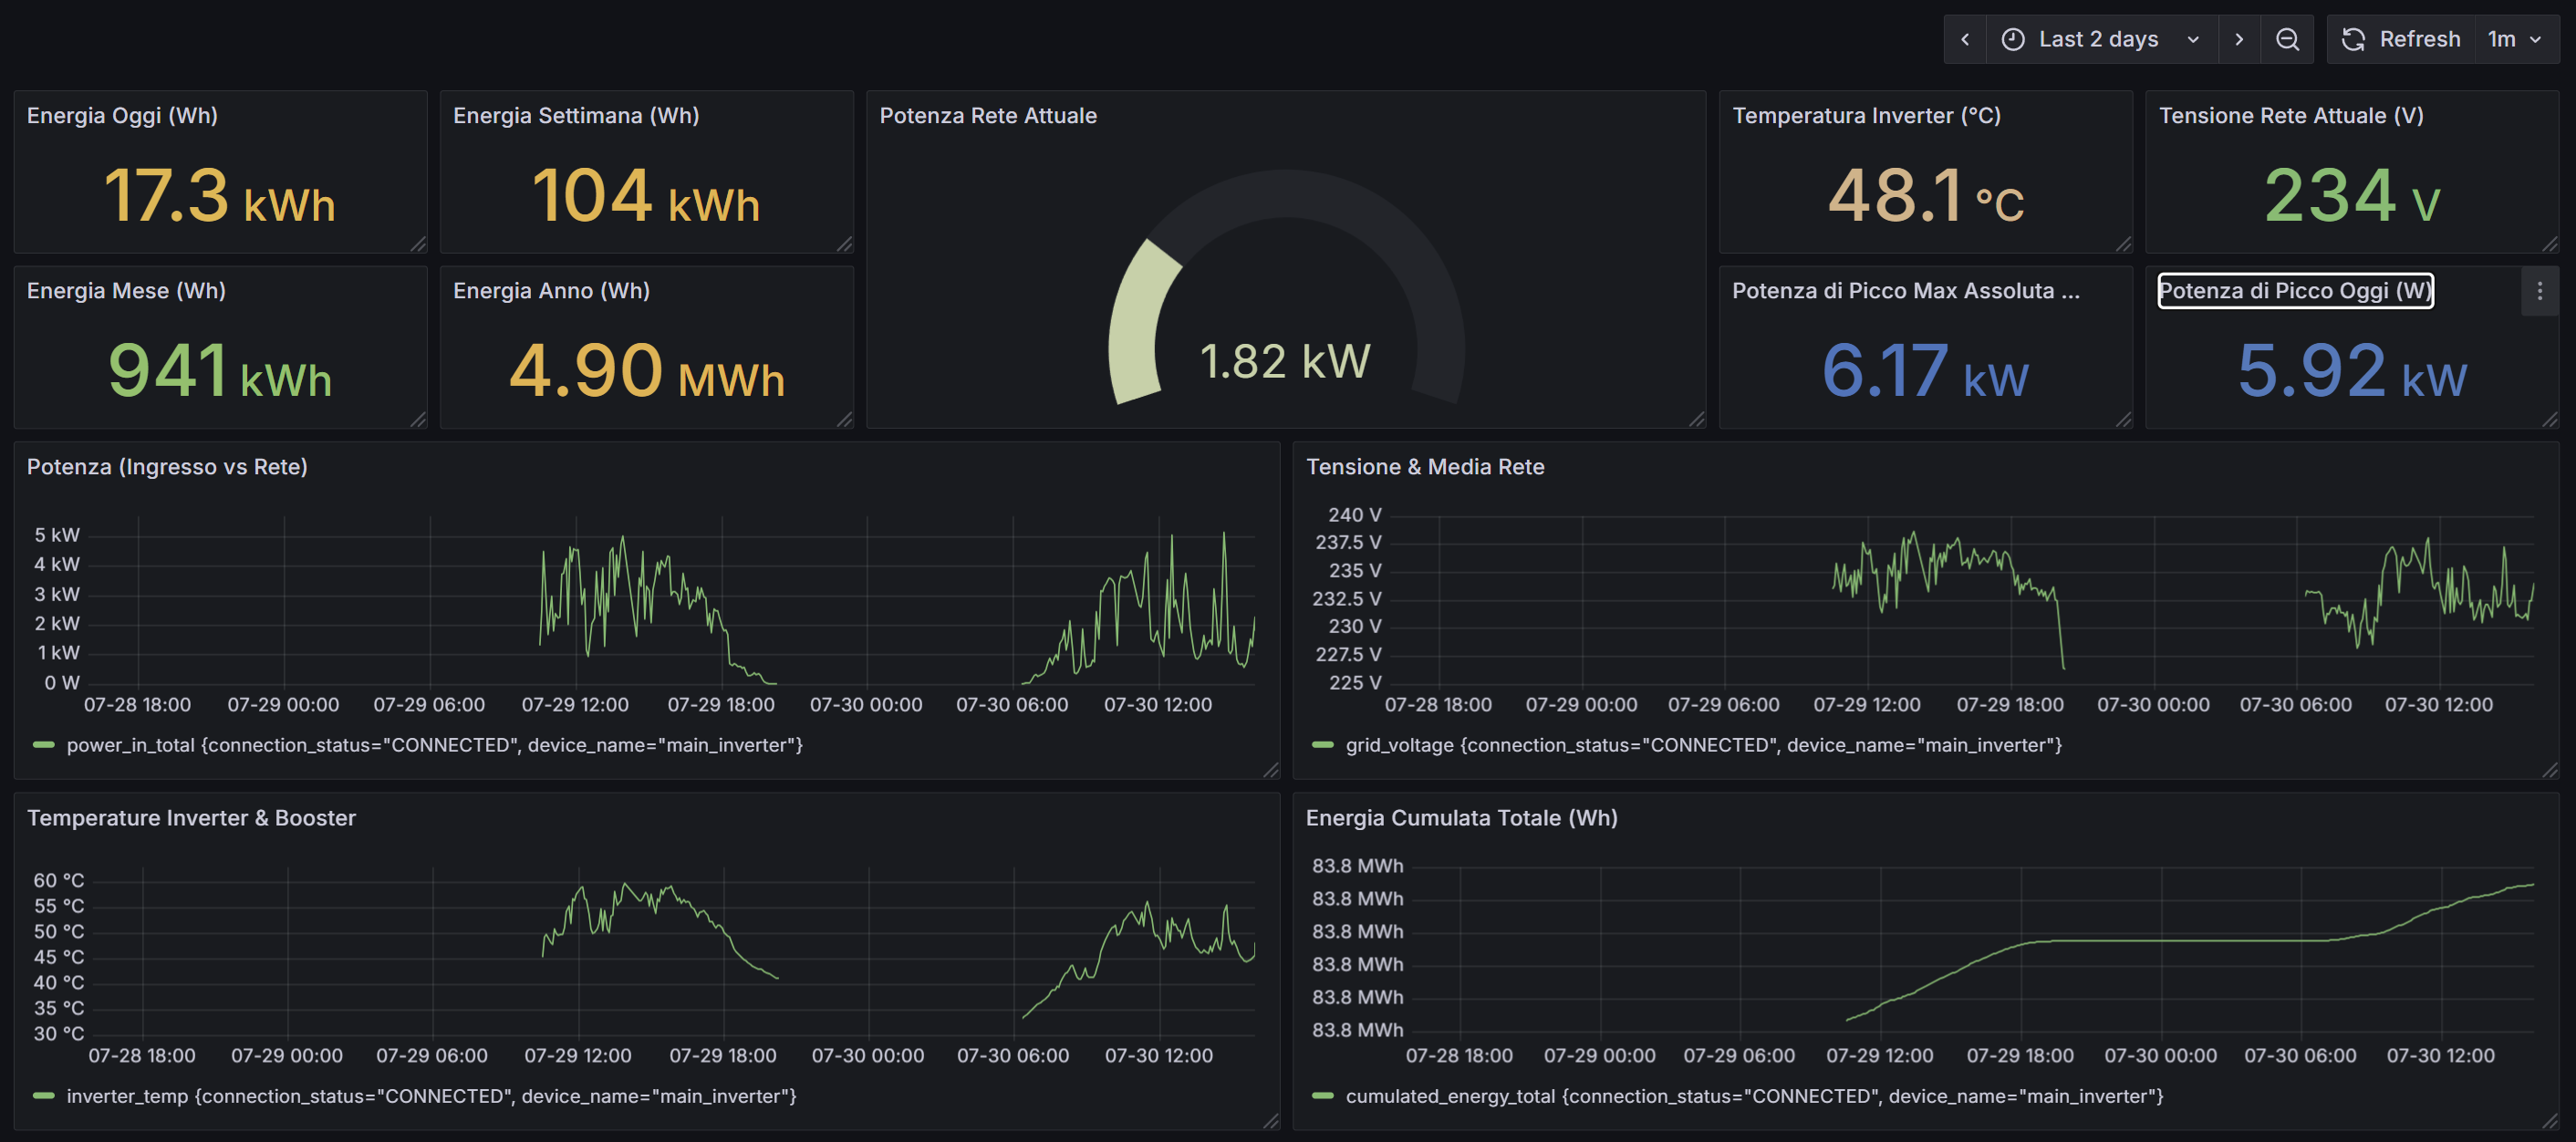 Last 2 days
Refresh 1m
Energia Oggi (Wh)
17.3 kWh
Energia Settimana (Wh)
104 kWh
Potenza Rete Attuale
1.82 kW
Temperatura Inverter (°C)
48.1 °C
Tensione Rete Attuale (V)
234 V
Energia Mese (Wh)
941 kWh
Energia Anno (Wh)
4.90 MWh
Potenza di Picco Max Assoluta ...
6.17 kW
Potenza di Picco Oggi (W)
5.92 kW
Potenza (Ingresso vs Rete)
5 kW
4 kW
3 kW
2 kW
1 kW
0 W
07-28 18:00 07-29 00:00 07-29 06:00 07-29 12:00 07-29 18:00 07-30 00:00 07-30 06:00 07-30 12:00
power_in_total {connection_status="CONNECTED", device_name="main_inverter"}
Tensione & Media Rete
240 V
237.5 V
235 V
232.5 V
230 V
227.5 V
225 V
07-28 18:00 07-29 00:00 07-29 06:00 07-29 12:00 07-29 18:00 07-30 00:00 07-30 06:00 07-30 12:00
grid_voltage {connection_status="CONNECTED", device_name="main_inverter"}
Temperature Inverter & Booster
60 °C
55 °C
50 °C
45 °C
40 °C
35 °C
30 °C
07-28 18:00 07-29 00:00 07-29 06:00 07-29 12:00 07-29 18:00 07-30 00:00 07-30 06:00 07-30 12:00
inverter_temp {connection_status="CONNECTED", device_name="main_inverter"}
Energia Cumulata Totale (Wh)
83.8 MWh
83.8 MWh
83.8 MWh
83.8 MWh
83.8 MWh
83.8 MWh
07-28 18:00 07-29 00:00 07-29 06:00 07-29 12:00 07-29 18:00 07-30 00:00 07-30 06:00 07-30 12:00
cumulated_energy_total {connection_status="CONNECTED", device_name="main_inverter"}